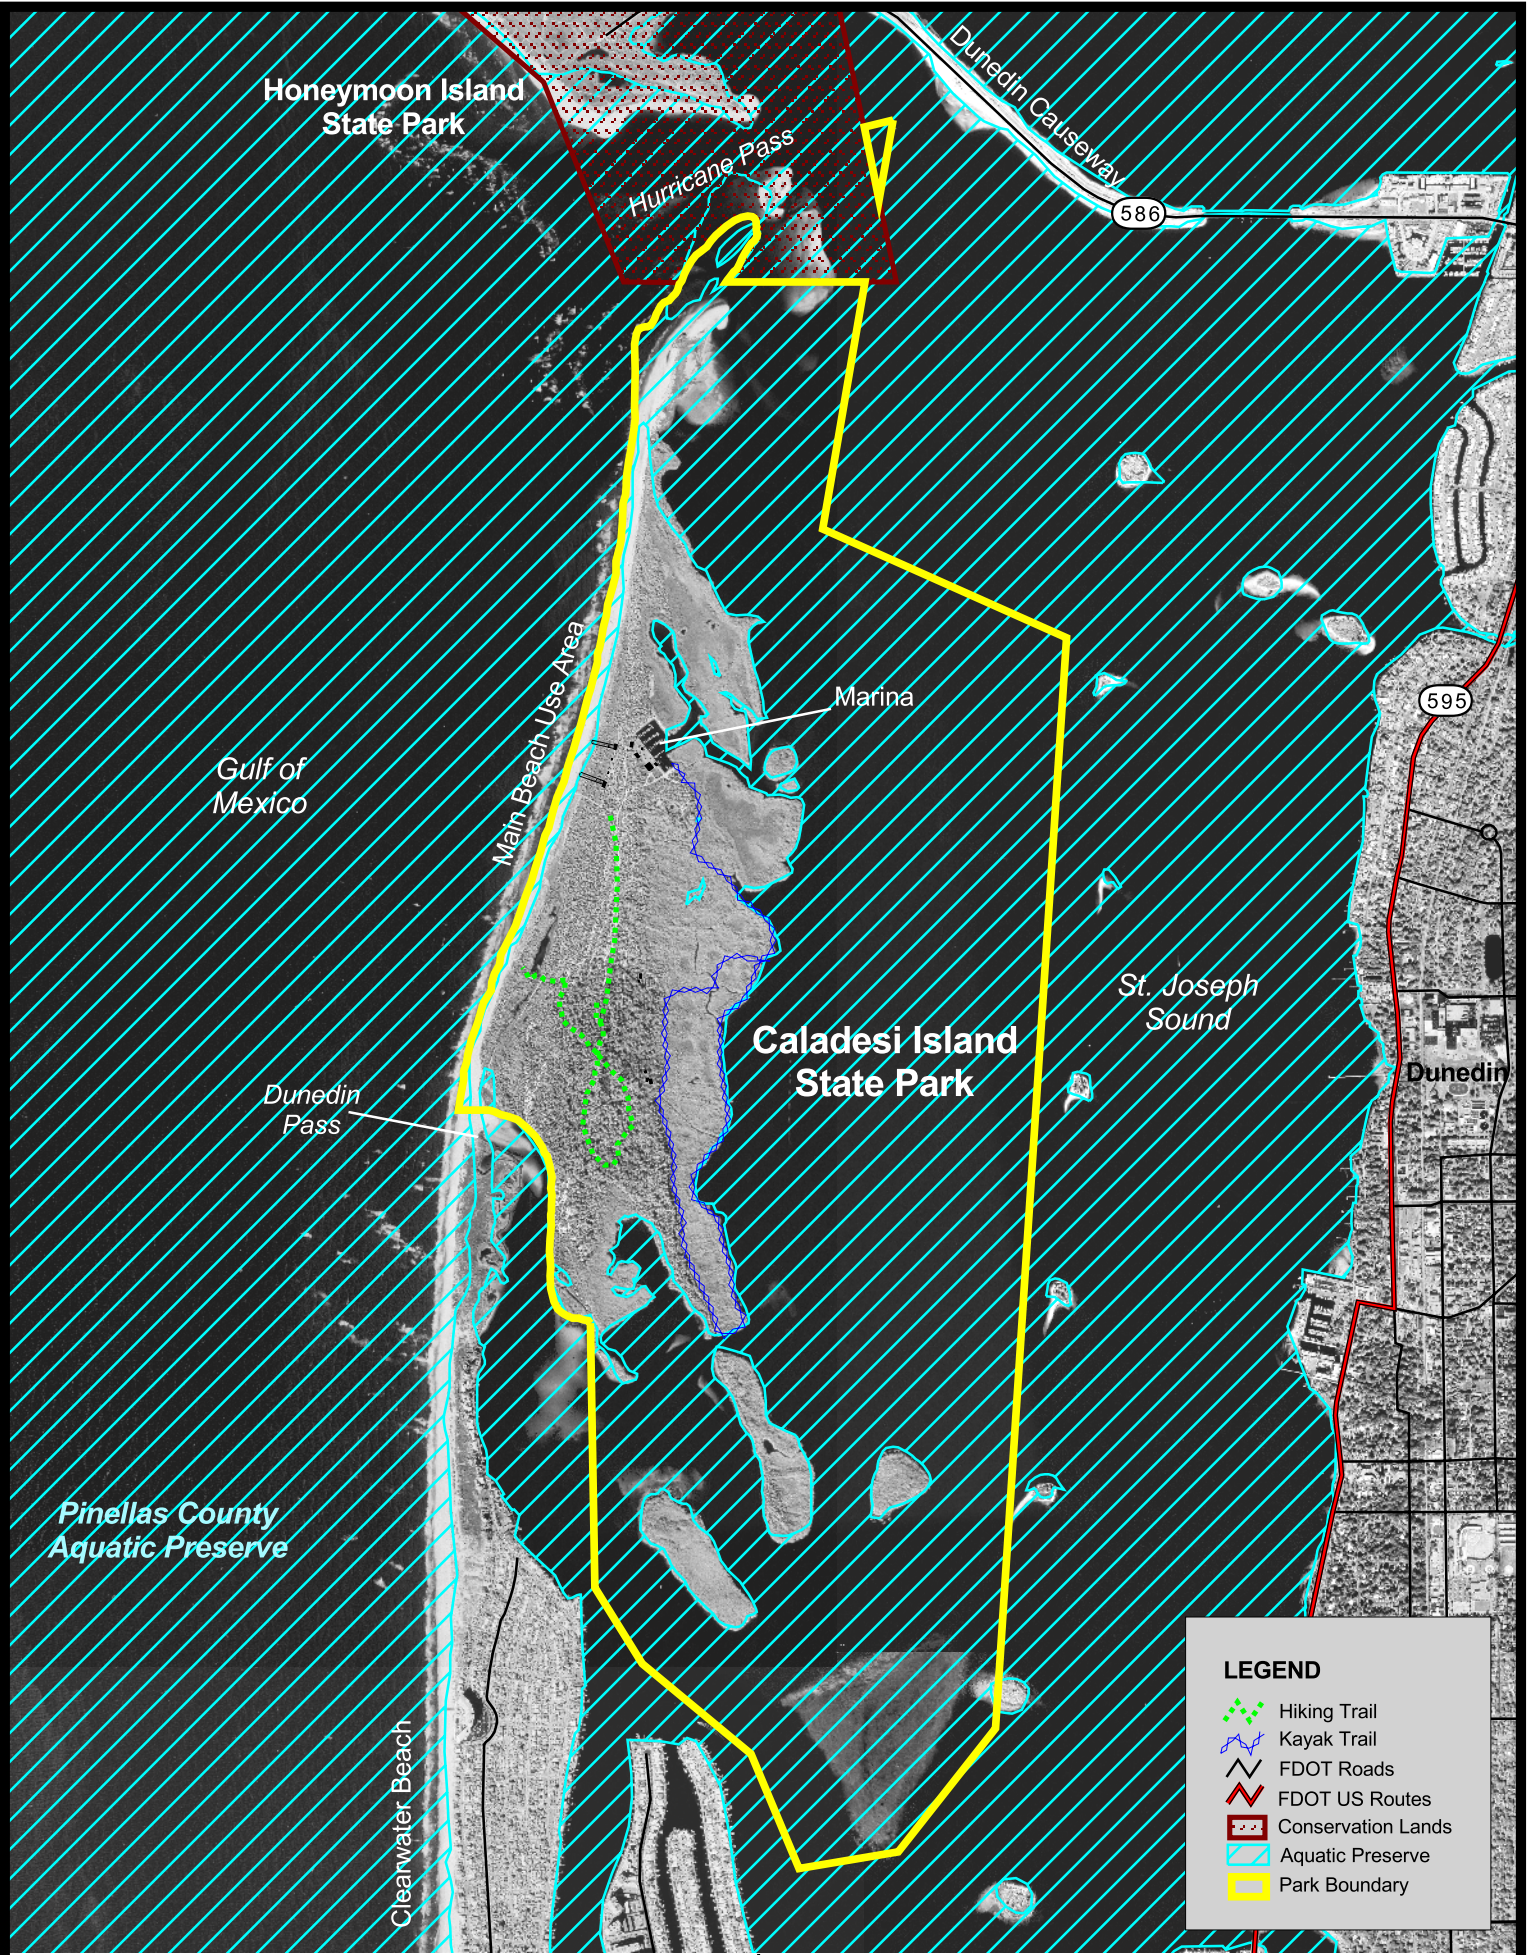 Honeymoon Island
State Park
Dunedin Causeway
Hurricane Pass
586
595
Marina
Main Beach Use Area
Gulf of
Mexico
St. Joseph
Sound
Caladesi Island
State Park
Dunedin
Dunedin
Pass
Pinellas County
Aquatic Preserve
Clearwater Beach
LEGEND
Hiking Trail
Kayak Trail
FDOT Roads
FDOT US Routes
Conservation Lands
Aquatic Preserve
Park Boundary